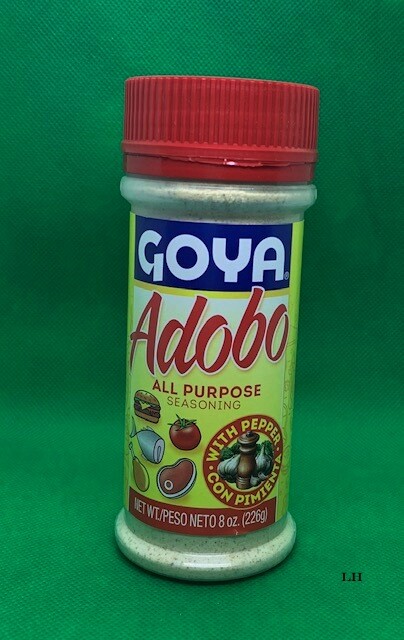 GOYA®
Adobo
ALL PURPOSE
SEASONING
WITH PEPPER
CON PIMIENTA
NET WT./PESO NETO 8 oz. (226g)
LH